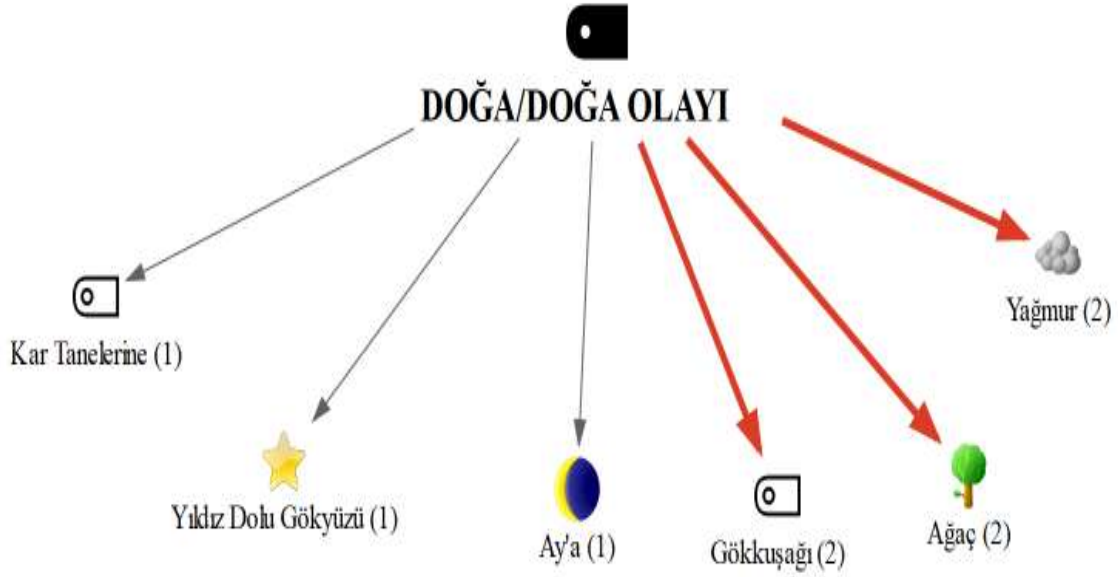 DOĞA/DOĞA OLAYI
Yağmur (2)
Kar Tanelerine (1)
Yıldız Dolu Gökyüzü (1)
Ay'a (1)
Gökkuşağı (2)
Ağaç (2)